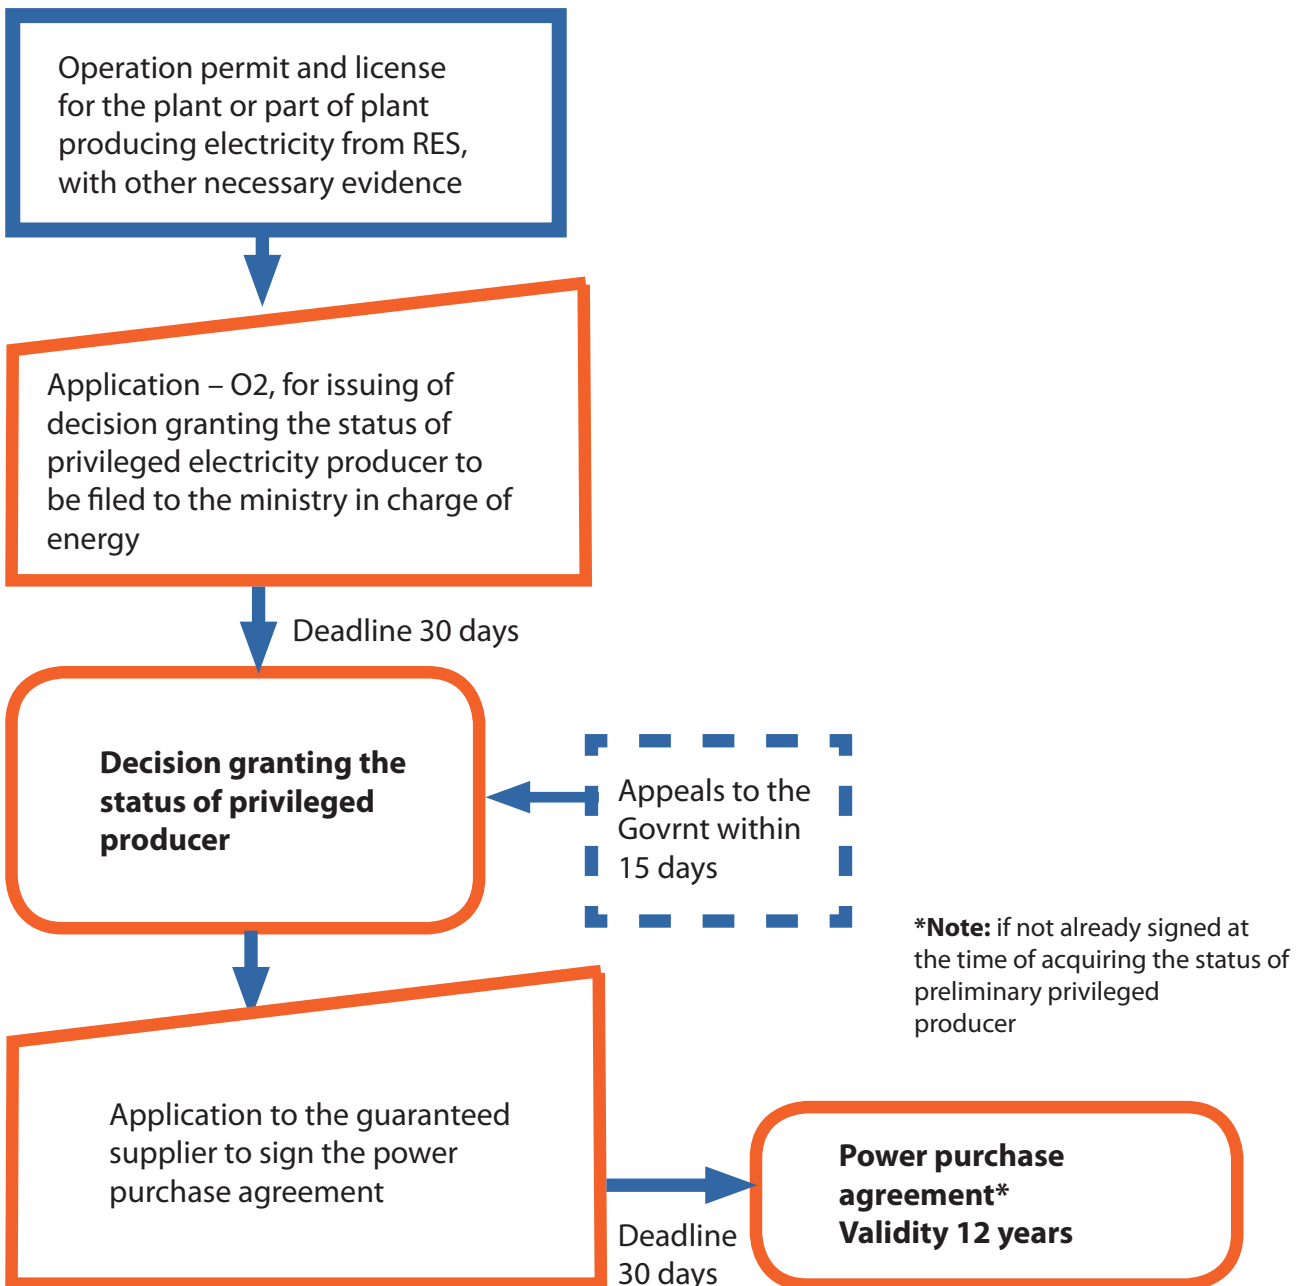 Operation permit and license
for the plant or part of plant
producing electricity from RES,
with other necessary evidence
Application – O2, for issuing of
decision granting the status of
privileged electricity producer to
be filed to the ministry in charge of
energy
Deadline 30 days
Decision granting the
status of privileged
producer
Appeals to the
Govrnt within
15 days
*Note: if not already signed at
the time of acquiring the status of
preliminary privileged
producer
Application to the guaranteed
supplier to sign the power
purchase agreement
Deadline
30 days
Power purchase
agreement*
Validity 12 years